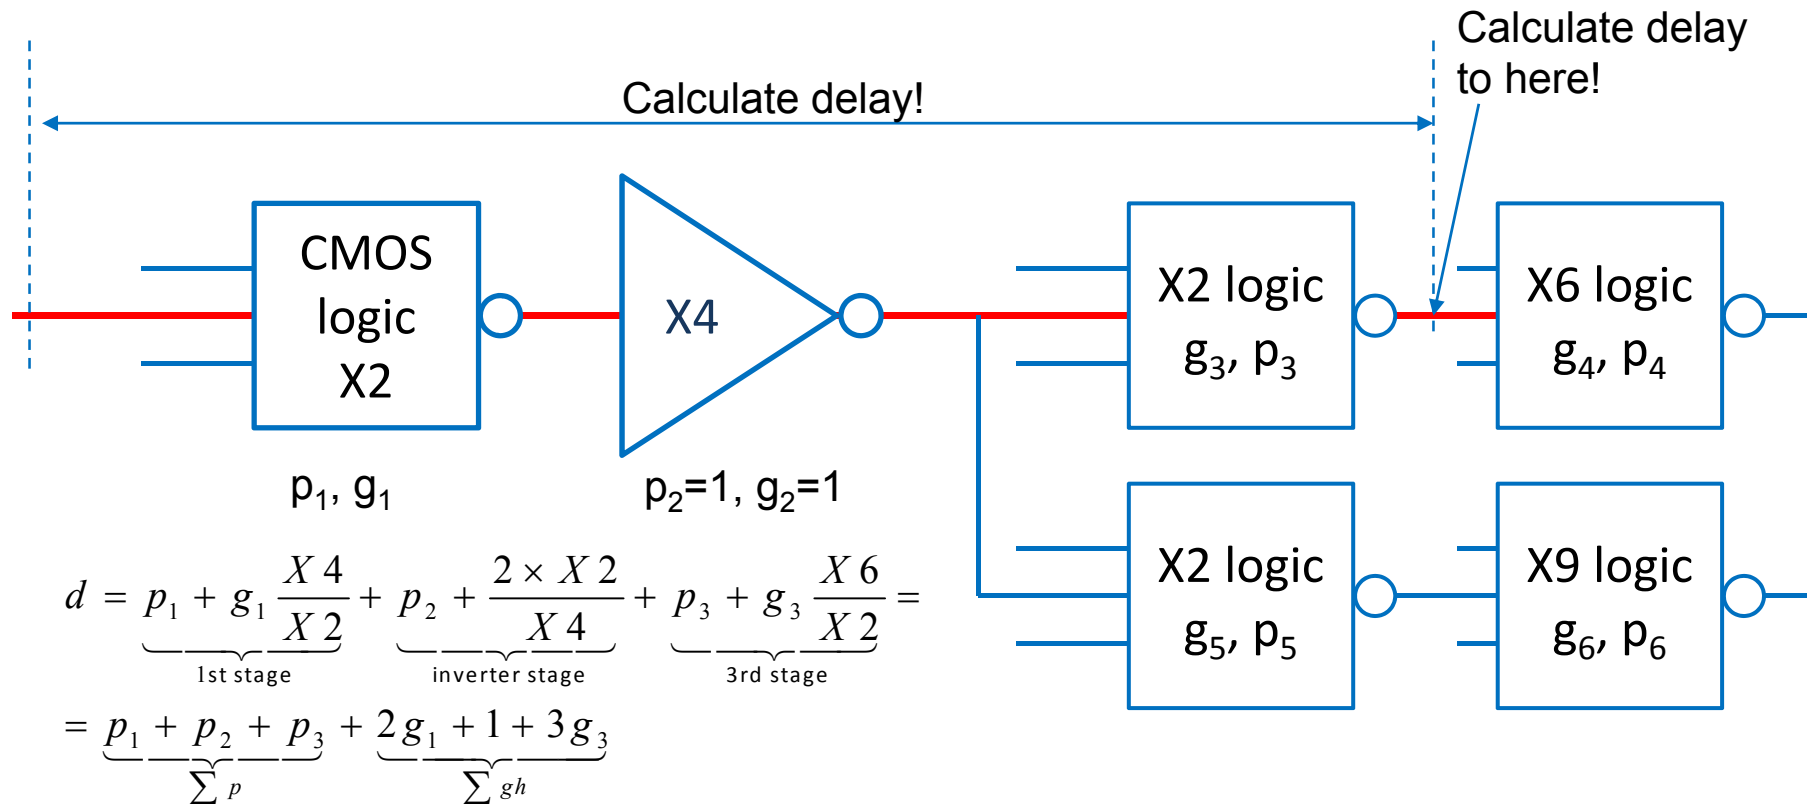 Calculate delay
to here!
Calculate delay!
CMOS
logic
X2
X4
X2 logic
g₃, p₃
X6 logic
g₄, p₄
p₁, g₁
p₂=1, g₂=1
X2 logic
g₅, p₅
X9 logic
g₆, p₆
d = p₁ + g₁ X4/X2 + p₂ + 2 × X2/X4 + p₃ + g₃ X6/X2 =
1st stage inverter stage 3rd stage
= p₁ + p₂ + p₃ + 2g₁ + 1 + 3g₃
∑ p ∑ gh